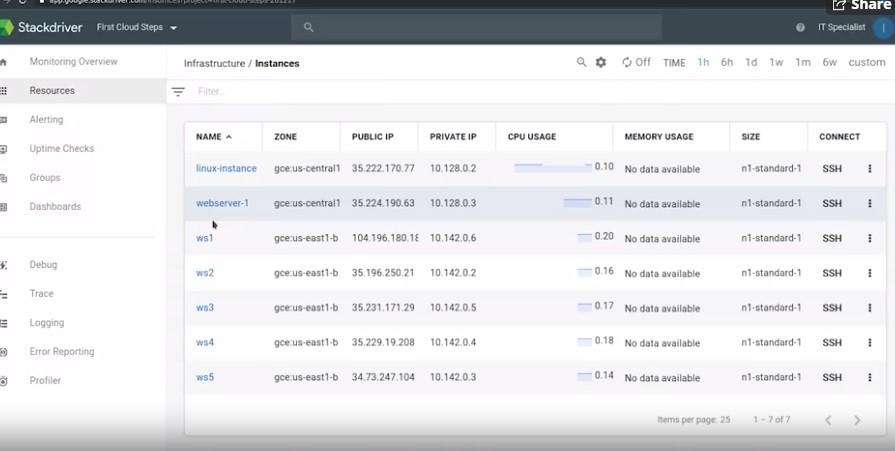 Share
Stackdriver First Cloud Steps IT Specialist
Monitoring Overview
Resources
Alerting
Uptime Checks
Groups
Dashboards
Debug
Trace
Logging
Error Reporting
Profiler
Infrastructure / Instances Off TIME 1h 6h 1d 1w 1m 6w custom
Filter...
NAME ZONE PUBLIC IP PRIVATE IP CPU USAGE MEMORY USAGE SIZE CONNECT
linux-instance gce:us-central1 35.222.170.77 10.128.0.2 0.10 No data available n1-standard-1 SSH
webserver-1 gce:us-central1 35.224.190.63 10.128.0.3 0.11 No data available n1-standard-1 SSH
ws1 gce:us-east1-b 104.196.180.18 10.142.0.6 0.20 No data available n1-standard-1 SSH
ws2 gce:us-east1-b 35.196.250.21 10.142.0.2 0.16 No data available n1-standard-1 SSH
ws3 gce:us-east1-b 35.231.171.29 10.142.0.5 0.17 No data available n1-standard-1 SSH
ws4 gce:us-east1-b 35.229.19.208 10.142.0.4 0.18 No data available n1-standard-1 SSH
ws5 gce:us-east1-b 34.73.247.104 10.142.0.3 0.14 No data available n1-standard-1 SSH
Items per page: 25 1 – 7 of 7